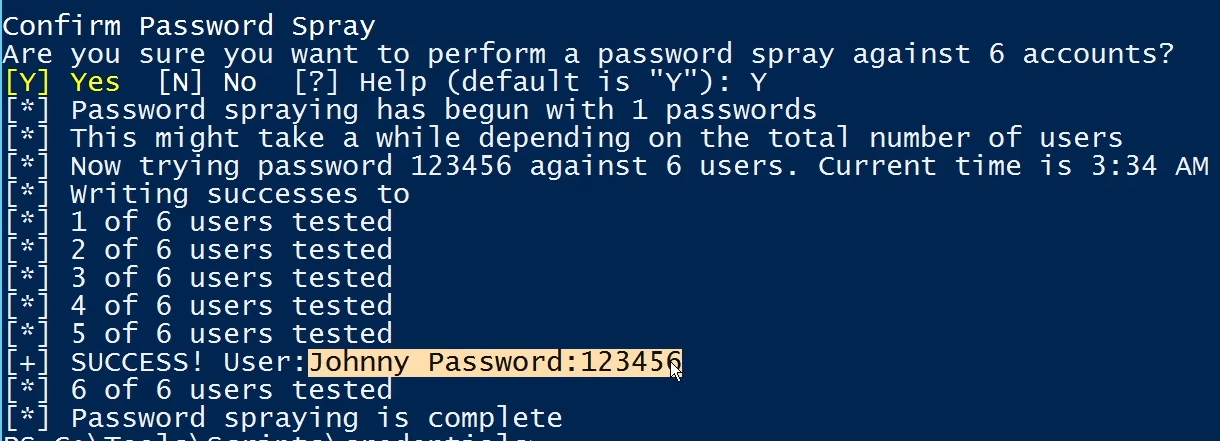 Confirm Password Spray
Are you sure you want to perform a password spray against 6 accounts?
[Y] Yes  [N] No  [?] Help (default is "Y"): Y
[*] Password spraying has begun with 1 passwords
[*] This might take a while depending on the total number of users
[*] Now trying password 123456 against 6 users. Current time is 3:34 AM
[*] Writing successes to
[*] 1 of 6 users tested
[*] 2 of 6 users tested
[*] 3 of 6 users tested
[*] 4 of 6 users tested
[*] 5 of 6 users tested
[+] SUCCESS! User:Johnny Password:123456
[*] 6 of 6 users tested
[*] Password spraying is complete
PS C:\Tools\Scripts\credentials>